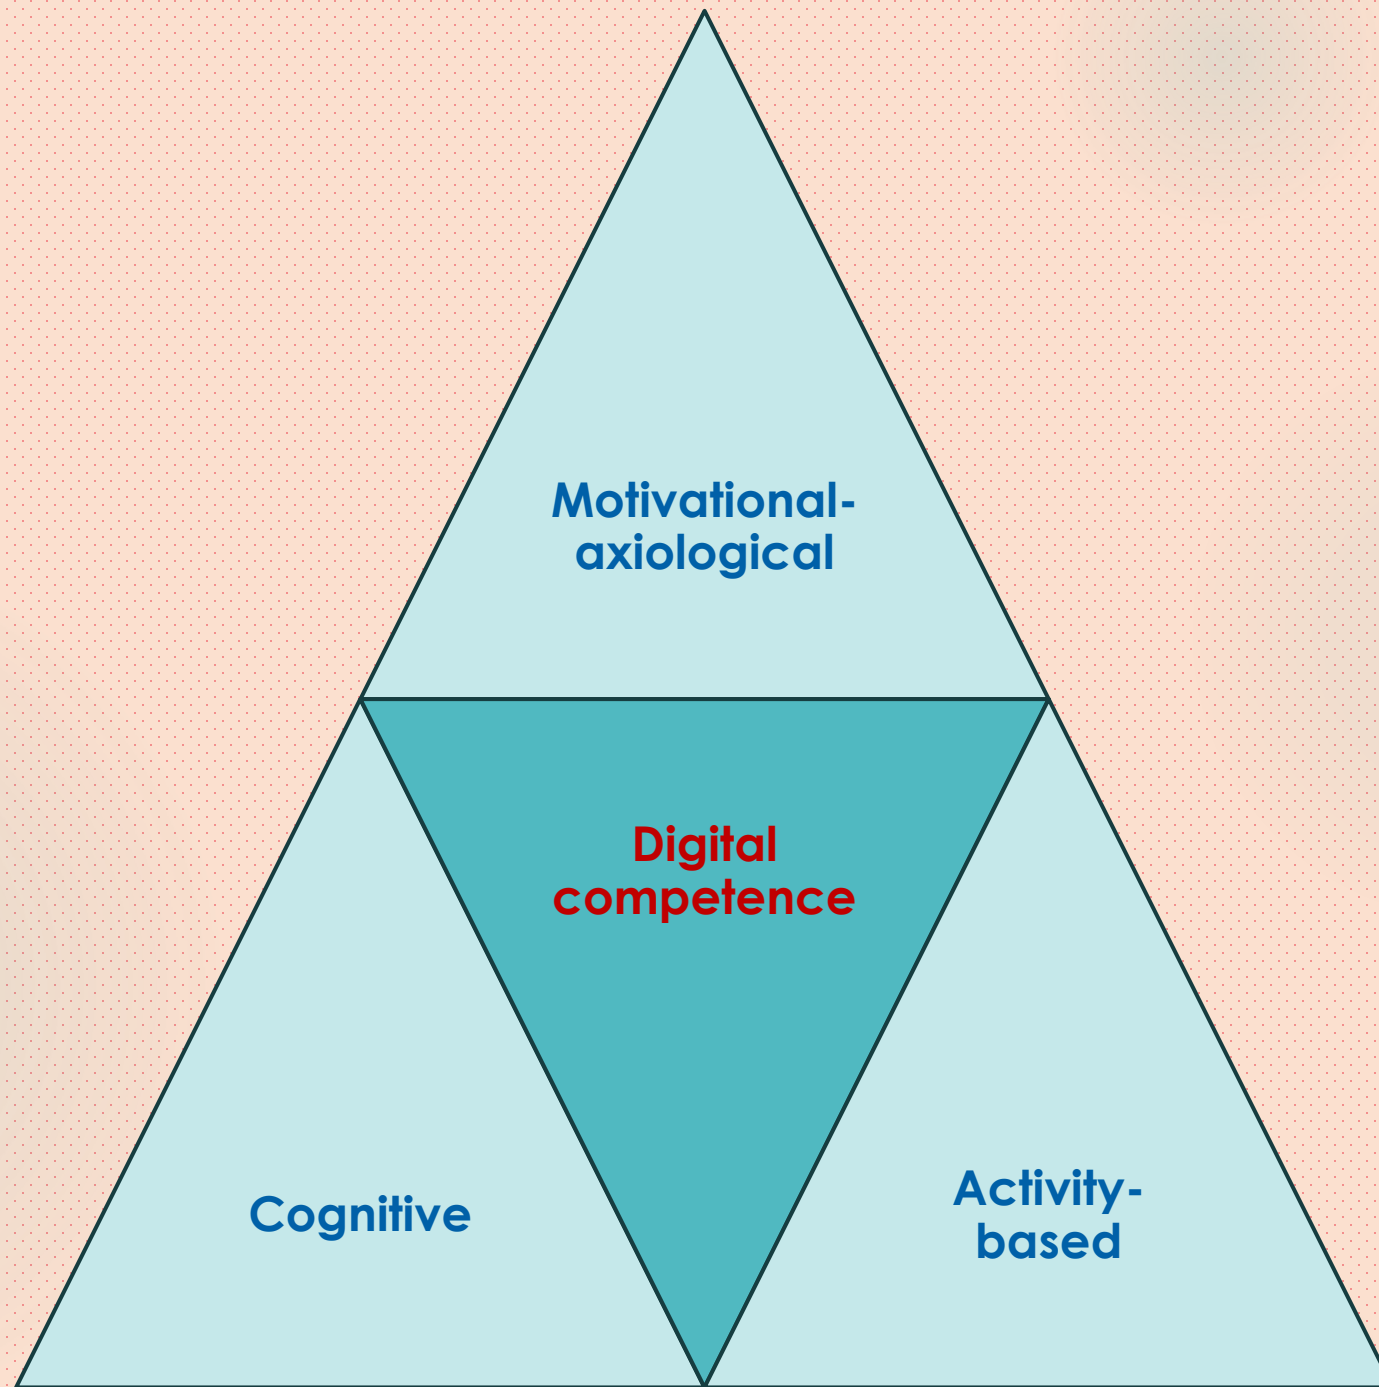 Motivational-
axiological
Digital
competence
Cognitive
Activity-
based